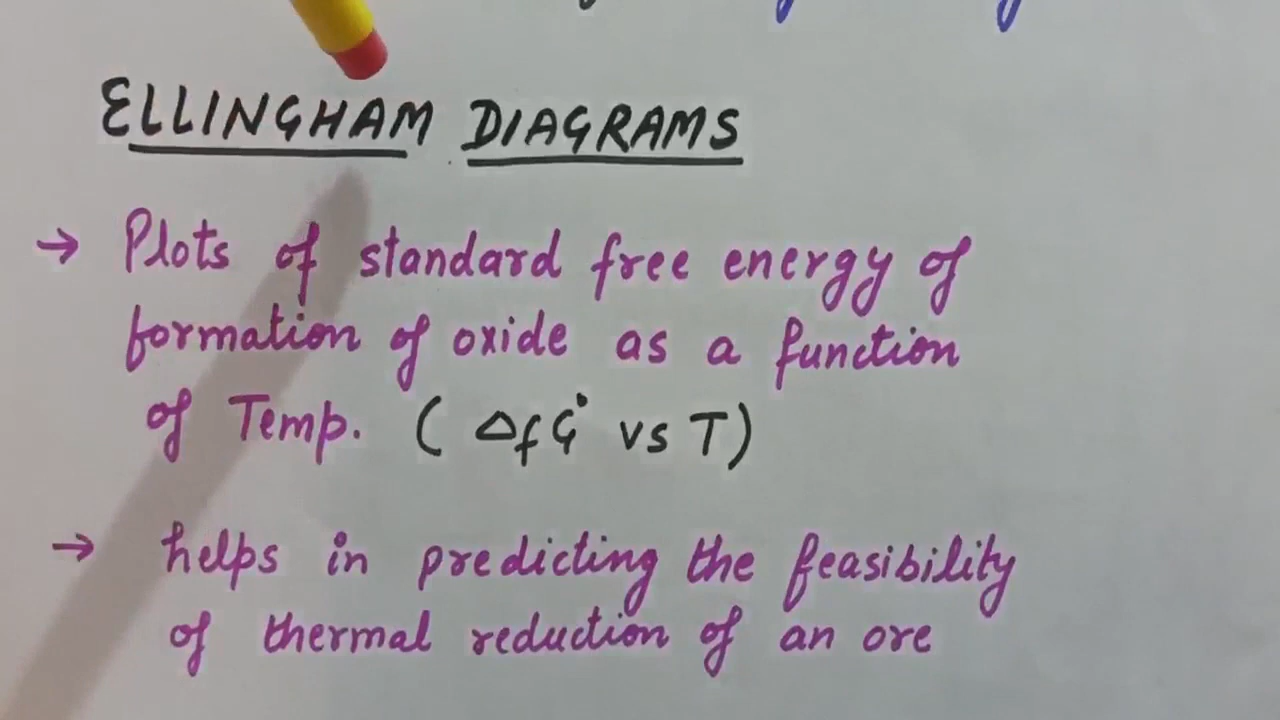 ELLINGHAM DIAGRAMS
→ Plots of standard free energy of
formation of oxide as a function
of Temp. ( ΔfG° vs T)
→ helps in predicting the feasibility
of thermal reduction of an ore